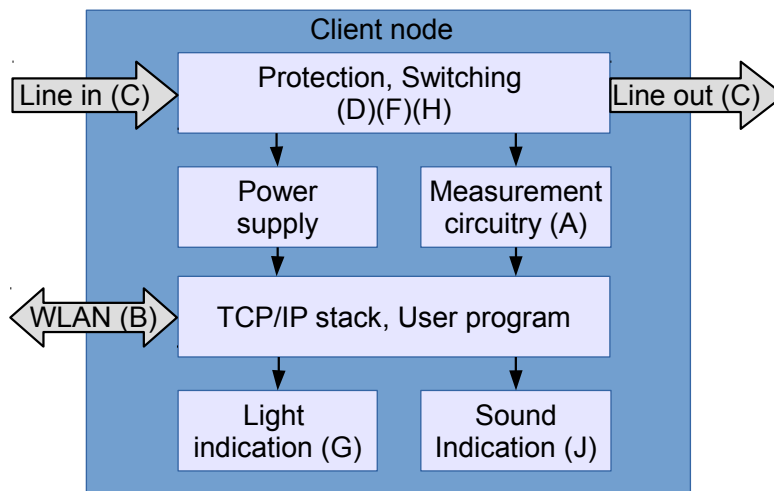 Client node
Line in (C)
Protection, Switching
(D)(F)(H)
Line out (C)
Power
supply
Measurement
circuitry (A)
WLAN (B)
TCP/IP stack, User program
Light
indication (G)
Sound
Indication (J)